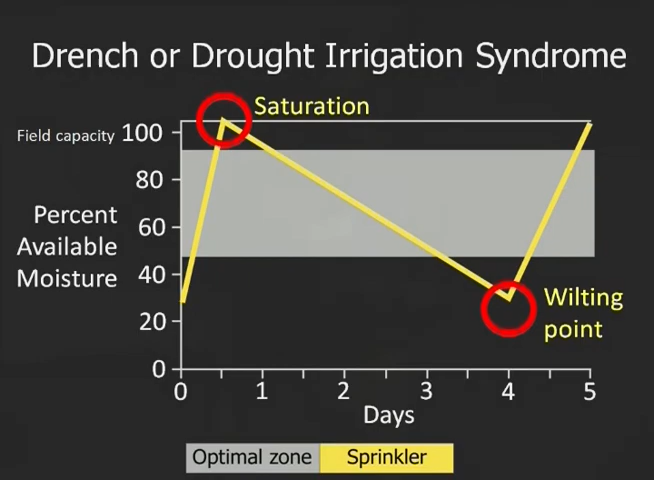 Drench or Drought Irrigation Syndrome
Saturation
Field capacity 100
80
60
40
20
0
Percent
Available
Moisture
Wilting
point
0 1 2 3 4 5
Days
Optimal zone Sprinkler